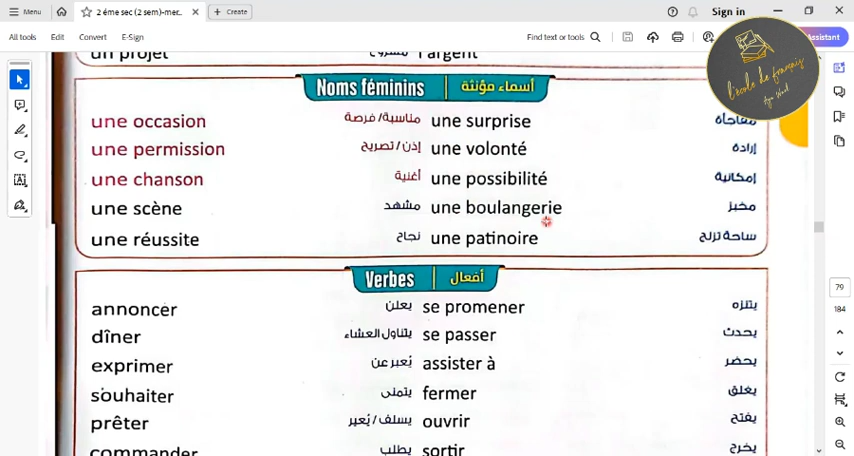 Menu
2 éme sec (2 sem)-mer...
Create
Sign in
All tools Edit Convert E-Sign
Find text or tools
Assistant
un projet مشروع l'argent
Noms féminins أسماء مؤنثة
une occasion مناسبة/ فرصة une surprise مفاجأة
une permission إذن / تصريح une volonté إرادة
une chanson أغنية une possibilité إمكانية
une scène مشهد une boulangerie مخبز
une réussite نجاح une patinoire ساحة تزلج
Verbes أفعال
annoncer يعلن se promener يتنزه
dîner يتناول العشاء se passer يحدث
exprimer يُعبر عن assister à يحضر
souhaiter يتمنى fermer يغلق
prêter يسلف / يُعير ouvrir يفتح
commander يطلب sortir يخرج
l'école de français
79
184